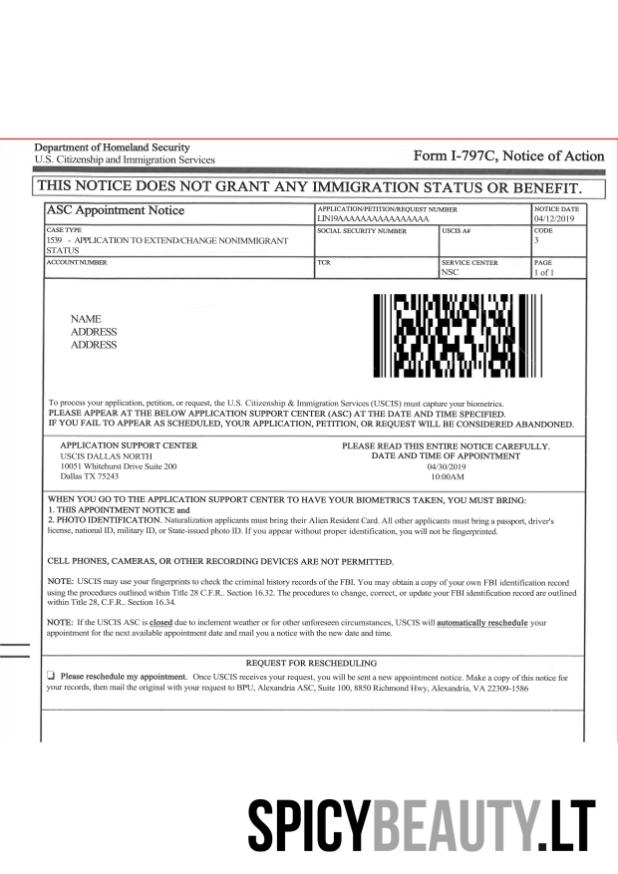 Department of Homeland Security
U.S. Citizenship and Immigration Services
Form I-797C, Notice of Action
THIS NOTICE DOES NOT GRANT ANY IMMIGRATION STATUS OR BENEFIT.
ASC Appointment Notice
APPLICATION/PETITION/REQUEST NUMBER
LINI9AAAAAAAAAAAAAAAA
NOTICE DATE
04/12/2019
CASE TYPE
1539 - APPLICATION TO EXTEND/CHANGE NONIMMIGRANT
STATUS
SOCIAL SECURITY NUMBER
USCIS A#
CODE
3
ACCOUNT NUMBER
TCR
SERVICE CENTER
NSC
PAGE
1 of 1
NAME
ADDRESS
ADDRESS
To process your application, petition, or request, the U.S. Citizenship & Immigration Services (USCIS) must capture your biometrics.
PLEASE APPEAR AT THE BELOW APPLICATION SUPPORT CENTER (ASC) AT THE DATE AND TIME SPECIFIED.
IF YOU FAIL TO APPEAR AS SCHEDULED, YOUR APPLICATION, PETITION, OR REQUEST WILL BE CONSIDERED ABANDONED.
APPLICATION SUPPORT CENTER
USCIS DALLAS NORTH
10051 Whitehurst Drive Suite 200
Dallas TX 75243
PLEASE READ THIS ENTIRE NOTICE CAREFULLY.
DATE AND TIME OF APPOINTMENT
04/30/2019
10:00AM
WHEN YOU GO TO THE APPLICATION SUPPORT CENTER TO HAVE YOUR BIOMETRICS TAKEN, YOU MUST BRING:
1. THIS APPOINTMENT NOTICE and
2. PHOTO IDENTIFICATION. Naturalization applicants must bring their Alien Resident Card. All other applicants must bring a passport, driver's
license, national ID, military ID, or State-issued photo ID. If you appear without proper identification, you will not be fingerprinted.
CELL PHONES, CAMERAS, OR OTHER RECORDING DEVICES ARE NOT PERMITTED.
NOTE: USCIS may use your fingerprints to check the criminal history records of the FBI. You may obtain a copy of your own FBI identification record
using the procedures outlined within Title 28 C.F.R.. Section 16.32. The procedures to change, correct, or update your FBI identification record are outlined
within Title 28, C.F.R.. Section 16.34.
NOTE: If the USCIS ASC is closed due to inclement weather or for other unforeseen circumstances, USCIS will automatically reschedule your
appointment for the next available appointment date and mail you a notice with the new date and time.
REQUEST FOR RESCHEDULING
Please reschedule my appointment. Once USCIS receives your request, you will be sent a new appointment notice. Make a copy of this notice for
your records, then mail the original with your request to BPU, Alexandria ASC, Suite 100, 8850 Richmond Hwy, Alexandria, VA 22309-1586
SPICYBEAUTY.LT